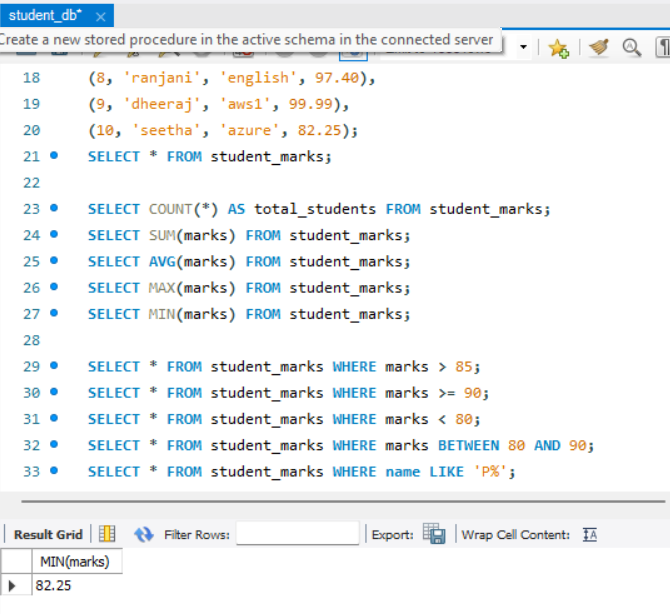 student_db*
Create a new stored procedure in the active schema in the connected server
18 (8, 'ranjani', 'english', 97.40),
19 (9, 'dheeraj', 'aws1', 99.99),
20 (10, 'seetha', 'azure', 82.25);
21 SELECT * FROM student_marks;
22
23 SELECT COUNT(*) AS total_students FROM student_marks;
24 SELECT SUM(marks) FROM student_marks;
25 SELECT AVG(marks) FROM student_marks;
26 SELECT MAX(marks) FROM student_marks;
27 SELECT MIN(marks) FROM student_marks;
28
29 SELECT * FROM student_marks WHERE marks > 85;
30 SELECT * FROM student_marks WHERE marks >= 90;
31 SELECT * FROM student_marks WHERE marks < 80;
32 SELECT * FROM student_marks WHERE marks BETWEEN 80 AND 90;
33 SELECT * FROM student_marks WHERE name LIKE 'P%';
Result Grid Filter Rows: Export: Wrap Cell Content:
MIN(marks)
82.25